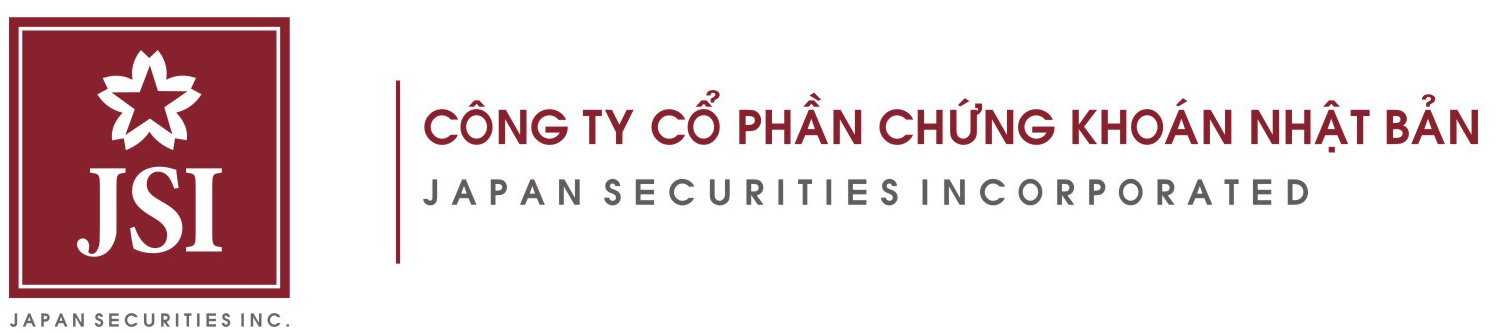 JSI
JAPAN SECURITIES INC.
CÔNG TY CỔ PHẦN CHỨNG KHOÁN NHẬT BẢN
JAPAN SECURITIES INCORPORATED